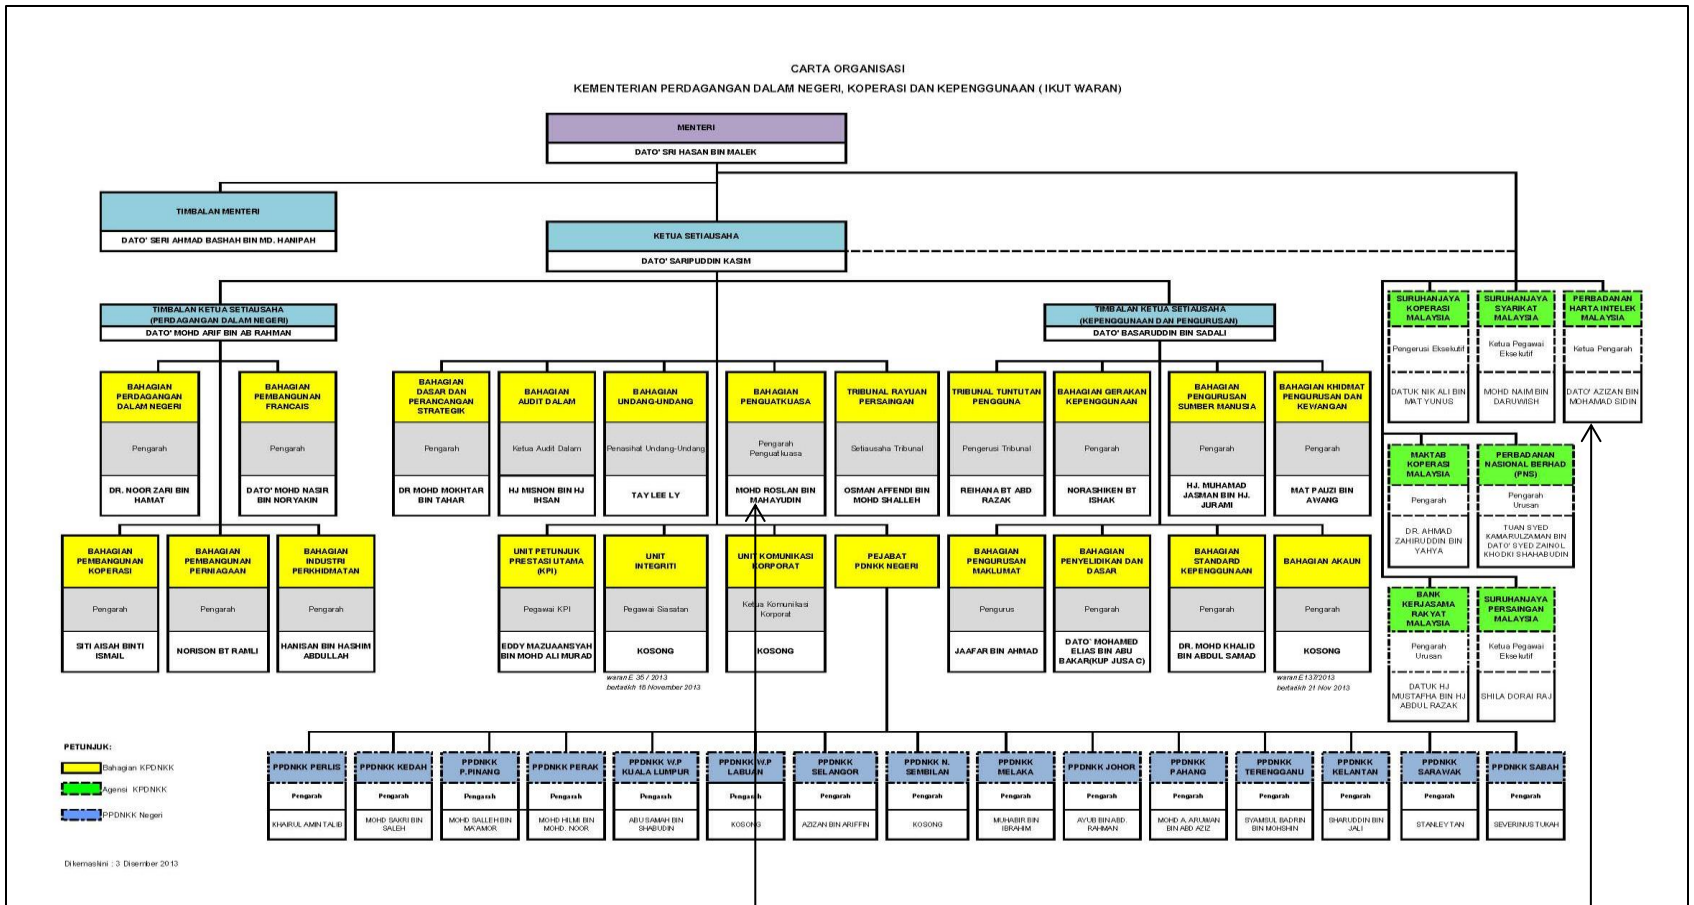 CARTA ORGANISASI
KEMENTERIAN PERDAGANGAN DALAM NEGERI, KOPERASI DAN KEPENGGUNAAN ( IKUT WARAN)
MENTERI
DATO' SRI HASAN BIN MALEK
TIMBALAN MENTERI
DATO' SERI AHMAD BASHAH BIN MD. HANIPAH
KETUA SETIAUSAHA
DATO' SARIPUDDIN KASIM
TIMBALAN KETUA SETIAUSAHA
(PERDAGANGAN DALAM NEGERI)
DATO' MOHD ARIF BIN AB RAHMAN
TIMBALAN KETUA SETIAUSAHA
(KEPENGGUNAAN DAN PENGURUSAN)
DATO' BASARUDDIN BIN SADALI
SURUHANJAYA
KOPERASI
MALAYSIA
Pengerusi Eksekutif
DATUK NIK ALI BIN
MAT YUNUS
SURUHANJAYA
SYARIKAT
MALAYSIA
Ketua Pegawai
Eksekutif
MOHD NAIM BIN
DARUWISH
PERBADANAN
HARTA INTELEK
MALAYSIA
Ketua Pengarah
DATO' AZIZAN BIN
MOHAMAD SIDIN
BAHAGIAN
PERDAGANGAN
DALAM NEGERI
Pengarah
DR. NOOR ZARI BIN
HAMAT
BAHAGIAN
PEMBANGUNAN
FRANCAIS
Pengarah
DATO' MOHD NASIR
BIN NORYAKIN
BAHAGIAN
DASAR DAN
PERANCANGAN
STRATEGIK
Pengarah
DR MOHD MOKHTAR
BIN TAHAR
BAHAGIAN
AUDIT DALAM
Ketua Audit Dalam
HJ MISNON BIN HJ
IHSAN
BAHAGIAN
UNDANG-UNDANG
Penasihat Undang-Undang
TAY LEE LY
BAHAGIAN
PENGUATKUASA
Pengarah
Penguatkuasa
MOHD ROSLAN BIN
MAHAYUDIN
TRIBUNAL RAYUAN
PERSAINGAN
Setiausaha Tribunal
OSMAN AFFENDI BIN
MOHD SHALLEH
TRIBUNAL TUNTUTAN
PENGGUNA
Pengerusi Tribunal
REIHANA BT ABD
RAZAK
BAHAGIAN GERAKAN
KEPENGGUNAAN
Pengarah
NORASHIKEN BT
ISHAK
BAHAGIAN
PENGURUSAN
SUMBER MANUSIA
Pengarah
HJ. MUHAMAD
JASMAN BIN HJ.
JURAMI
BAHAGIAN KHIDMAT
PENGURUSAN DAN
KEWANGAN
Pengarah
MAT PAUZI BIN
AWANG
MAKTAB
KOPERASI
MALAYSIA
Pengarah
DR. AHMAD
ZAHIRUDDIN BIN
YAHYA
PERBADANAN
NASIONAL BERHAD
(PNS)
Pengarah
Urusan
TUAN SYED
KAMARULZAMAN BIN
DATO' SYED ZAINOL
KHODKI SHAHABUDIN
BAHAGIAN
PEMBANGUNAN
KOPERASI
Pengarah
SITI AISAH BINTI
ISMAIL
BAHAGIAN
PEMBANGUNAN
PERNIAGAAN
Pengarah
NORISON BT RAMLI
BAHAGIAN
INDUSTRI
PERKHIDMATAN
Pengarah
HANISAN BIN HASHIM
ABDULLAH
UNIT PETUNJUK
PRESTASI UTAMA
(KPI)
Pegawai KPI
EDDY MAZUAANSYAH
BIN MOHD ALI MURAD
UNIT
INTEGRITI
Pegawai Siasatan
KOSONG
waran E 35 / 2013
bertarikh 18 November 2013
UNIT KOMUNIKASI
KORPORAT
Ketua Komunikasi
Korporat
KOSONG
PEJABAT
PDNKK NEGERI
BAHAGIAN
PENGURUSAN
MAKLUMAT
Pengurus
JAAFAR BIN AHMAD
BAHAGIAN
PENYELIDIKAN DAN
DASAR
Pengarah
DATO' MOHAMED
ELIAS BIN ABU
BAKAR(KUP JUSA C)
BAHAGIAN
STANDARD
KEPENGGUNAAN
Pengarah
DR. MOHD KHALID
BIN ABDUL SAMAD
BAHAGIAN AKAUN
Pengarah
KOSONG
waran E137/2013
bertarikh 21 Nov 2013
BANK
KERJASAMA
RAKYAT
MALAYSIA
Pengarah
Urusan
DATUK HJ
MUSTAFHA BIN HJ
ABDUL RAZAK
SURUHANJAYA
PERSAINGAN
MALAYSIA
Ketua Pegawai
Eksekutif
SHILA DORAI RAJ
PETUNJUK:
Bahagian KPDNKK
Agensi KPDNKK
PPDNKK Negeri
PPDNKK PERLIS
Pengarah
KHAIRUL AMIN TALIB
PPDNKK KEDAH
Pengarah
MOHD SAKRI BIN
SALEH
PPDNKK
P.PINANG
Pengarah
MOHD SALLEH BIN
MA'AMOR
PPDNKK PERAK
Pengarah
MOHD HILMI BIN
MOHD. NOOR
PPDNKK W.P
KUALA LUMPUR
Pengarah
ABU SAMAH BIN
SHABUDIN
PPDNKK W.P
LABUAN
Pengarah
KOSONG
PPDNKK
SELANGOR
Pengarah
AZIZAN BIN ARIFFIN
PPDNKK N.
SEMBILAN
Pengarah
KOSONG
PPDNKK
MELAKA
Pengarah
MUHABIR BIN
IBRAHIM
PPDNKK JOHOR
Pengarah
AYUB BIN ABD.
RAHMAN
PPDNKK
PAHANG
Pengarah
MOHD A. ARUWAN
BIN ABD AZIZ
PPDNKK
TERENGGANU
Pengarah
SYAMSUL BADRIN
BIN MOHSHIN
PPDNKK
KELANTAN
Pengarah
SHARUDDIN BIN
JALI
PPDNKK
SARAWAK
Pengarah
STANLEY TAN
PPDNKK SABAH
Pengarah
SEVERINUS TUKAH
Dikemaskini : 3 Disember 2013